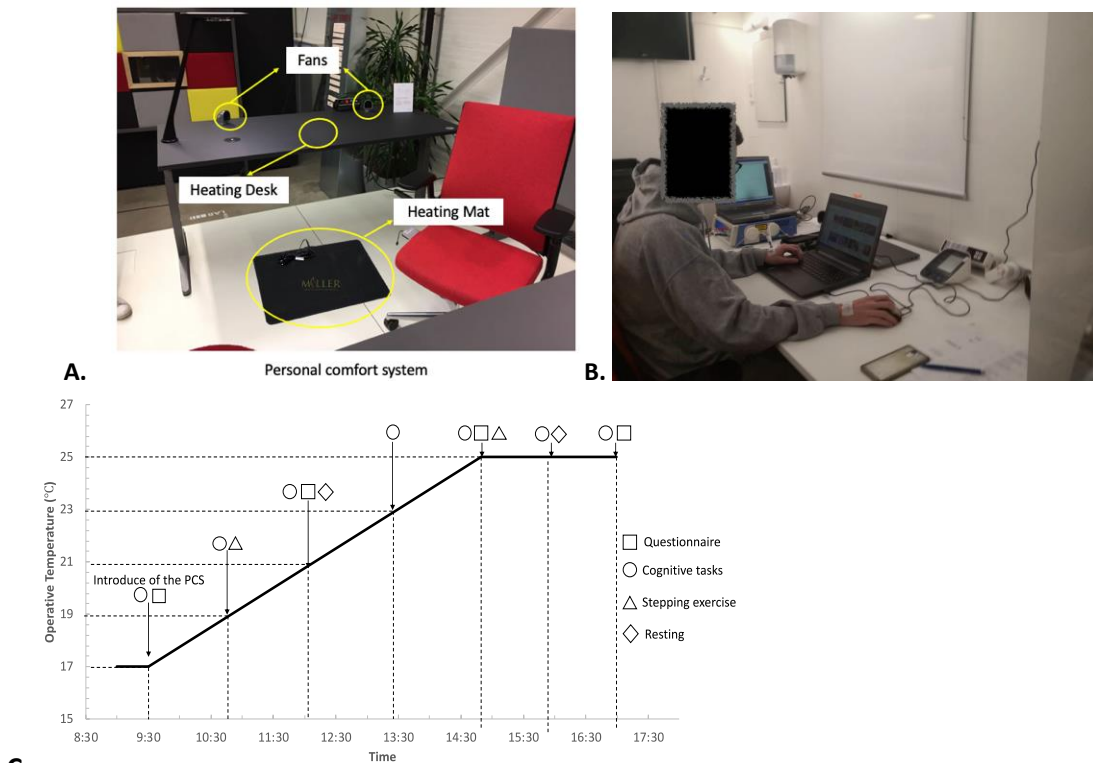 Fans
Heating Desk
Heating Mat
MÜLLER
A.
Personal comfort system
B.
27
25
23
21
19
17
15
Operative Temperature (°C)
Introduce of the PCS
Questionnaire
Cognitive tasks
Stepping exercise
Resting
8:30 9:30 10:30 11:30 12:30 13:30 14:30 15:30 16:30 17:30
Time